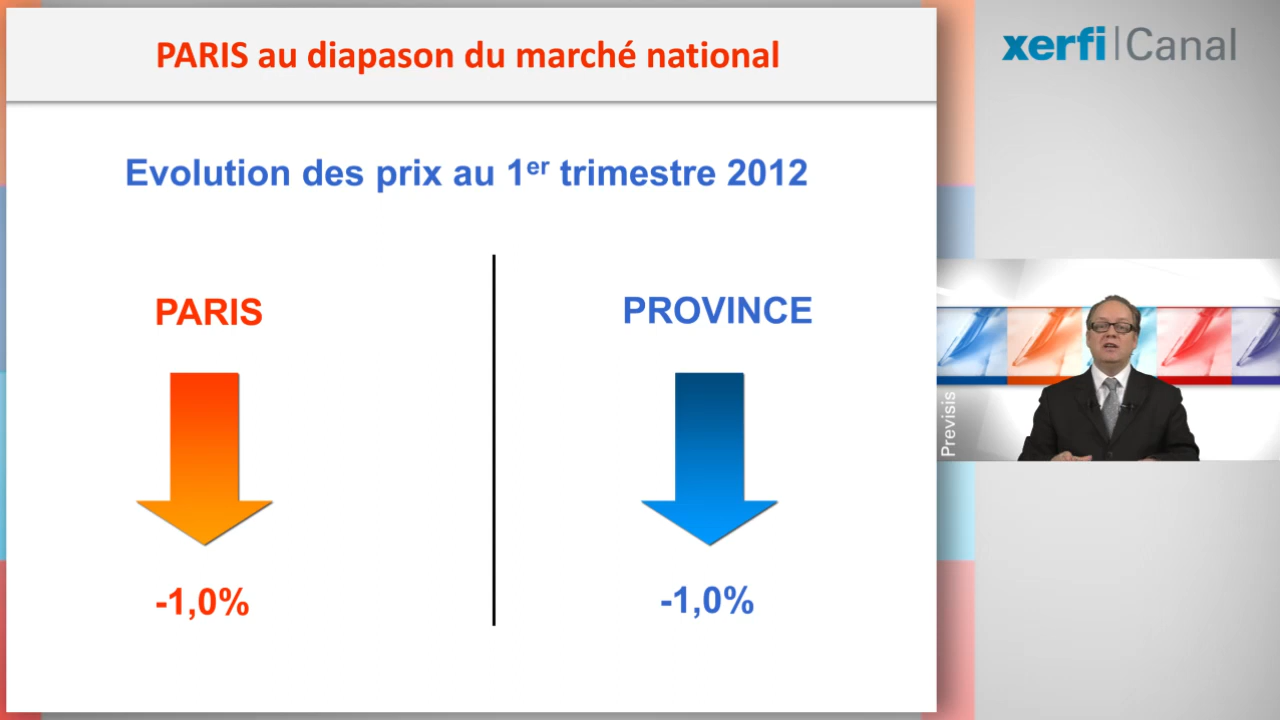 PARIS au diapason du marché national
xerfi|Canal
Evolution des prix au 1er trimestre 2012
PARIS
PROVINCE
-1,0%
-1,0%
Previsis